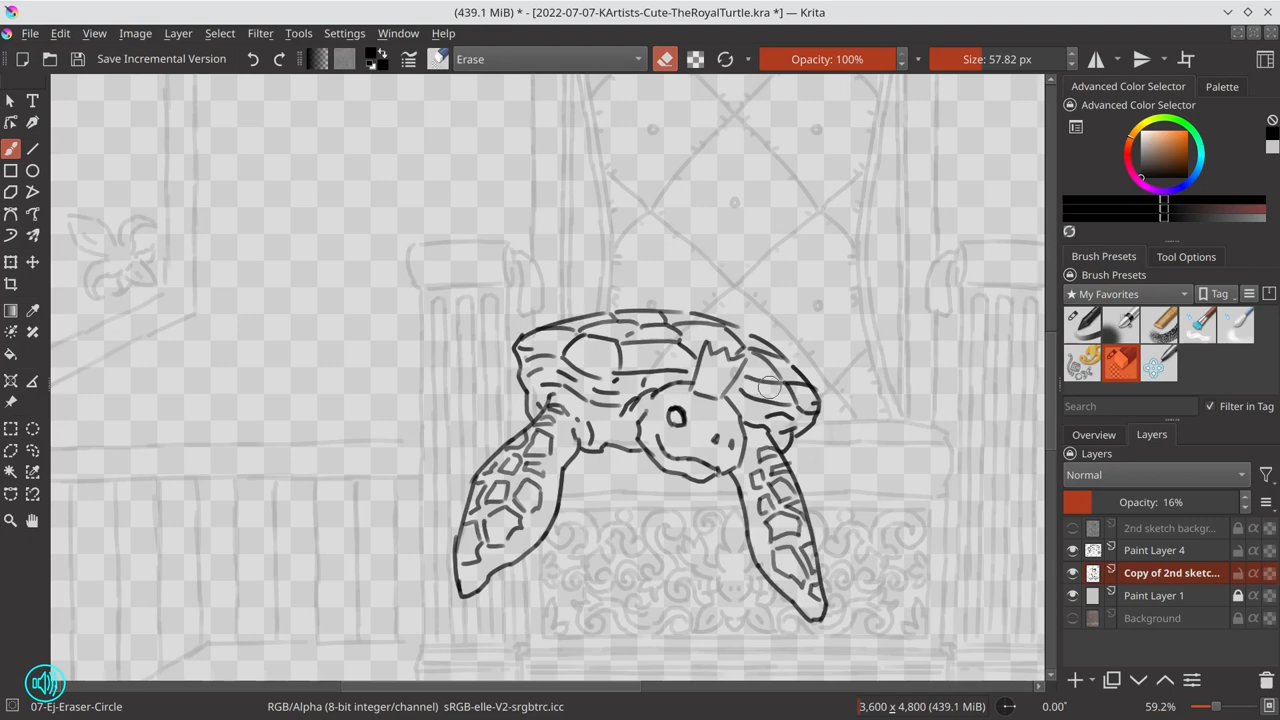 (439.1 MiB) * - [2022-07-07-KArtists-Cute-TheRoyalTurtle.kra *] — Krita
File Edit View Image Layer Select Filter Tools Settings Window Help
Save Incremental Version Erase Opacity: 100% Size: 57.82 px
Advanced Color Selector Palette
Advanced Color Selector
Brush Presets Tool Options
Brush Presets
★ My Favorites Tag
Search Filter in Tag
Overview Layers
Layers
Normal
Opacity: 16%
2nd sketch backgr...
Paint Layer 4
Copy of 2nd sketc...
Paint Layer 1
Background
07-Ej-Eraser-Circle RGB/Alpha (8-bit integer/channel) sRGB-elle-V2-srgbtrc.icc 3,600 x 4,800 (439.1 MiB) 0.00° 59.2%